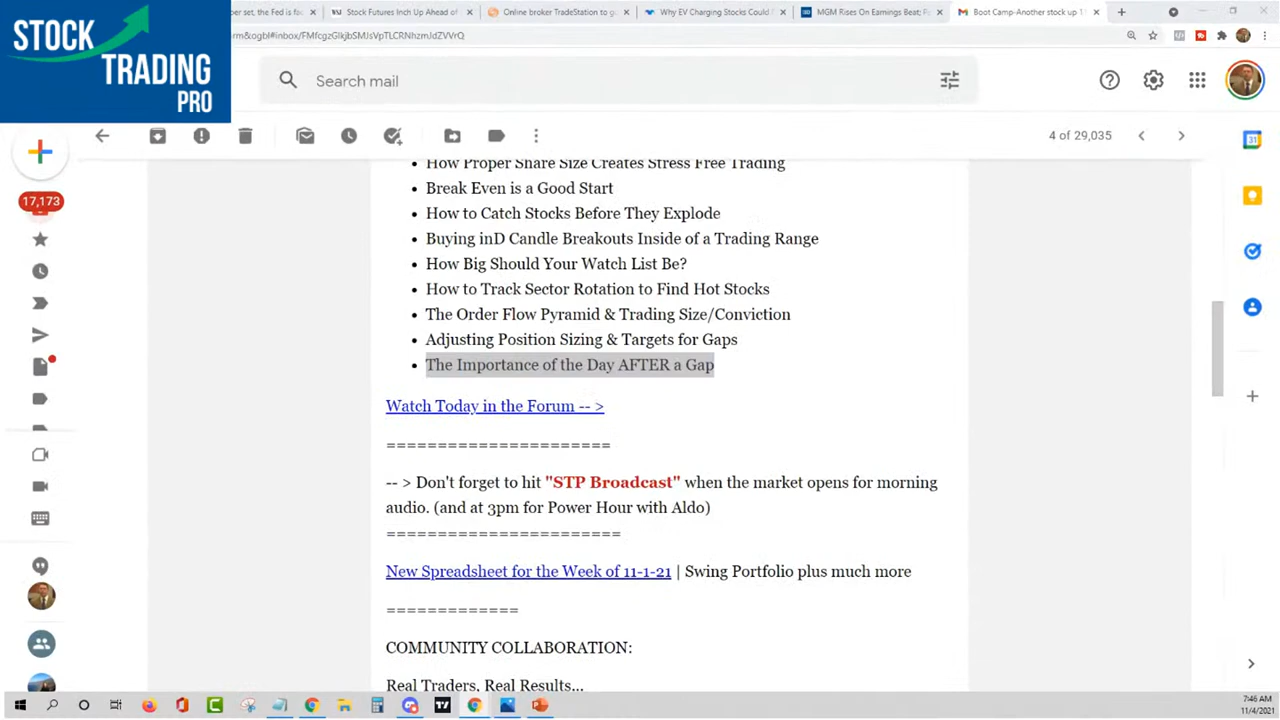 STOCK
TRADING
PRO
per set, the Fed is fa
Stock Futures Inch Up Ahead of
Online broker TradeStation to g
Why EV Charging Stocks Could
MGM Rises On Earnings Beat;
Boot Camp-Another stock up 1
Search mail
4 of 29,035
31
17,173
• How Proper Share Size Creates Stress Free Trading
• Break Even is a Good Start
• How to Catch Stocks Before They Explode
• Buying inD Candle Breakouts Inside of a Trading Range
• How Big Should Your Watch List Be?
• How to Track Sector Rotation to Find Hot Stocks
• The Order Flow Pyramid & Trading Size/Conviction
• Adjusting Position Sizing & Targets for Gaps
• The Importance of the Day AFTER a Gap
Watch Today in the Forum -- >
=====================
-- > Don't forget to hit "STP Broadcast" when the market opens for morning
audio. (and at 3pm for Power Hour with Aldo)
======================
New Spreadsheet for the Week of 11-1-21 | Swing Portfolio plus much more
============
COMMUNITY COLLABORATION:
Real Traders, Real Results...
7:46 AM
11/4/2021